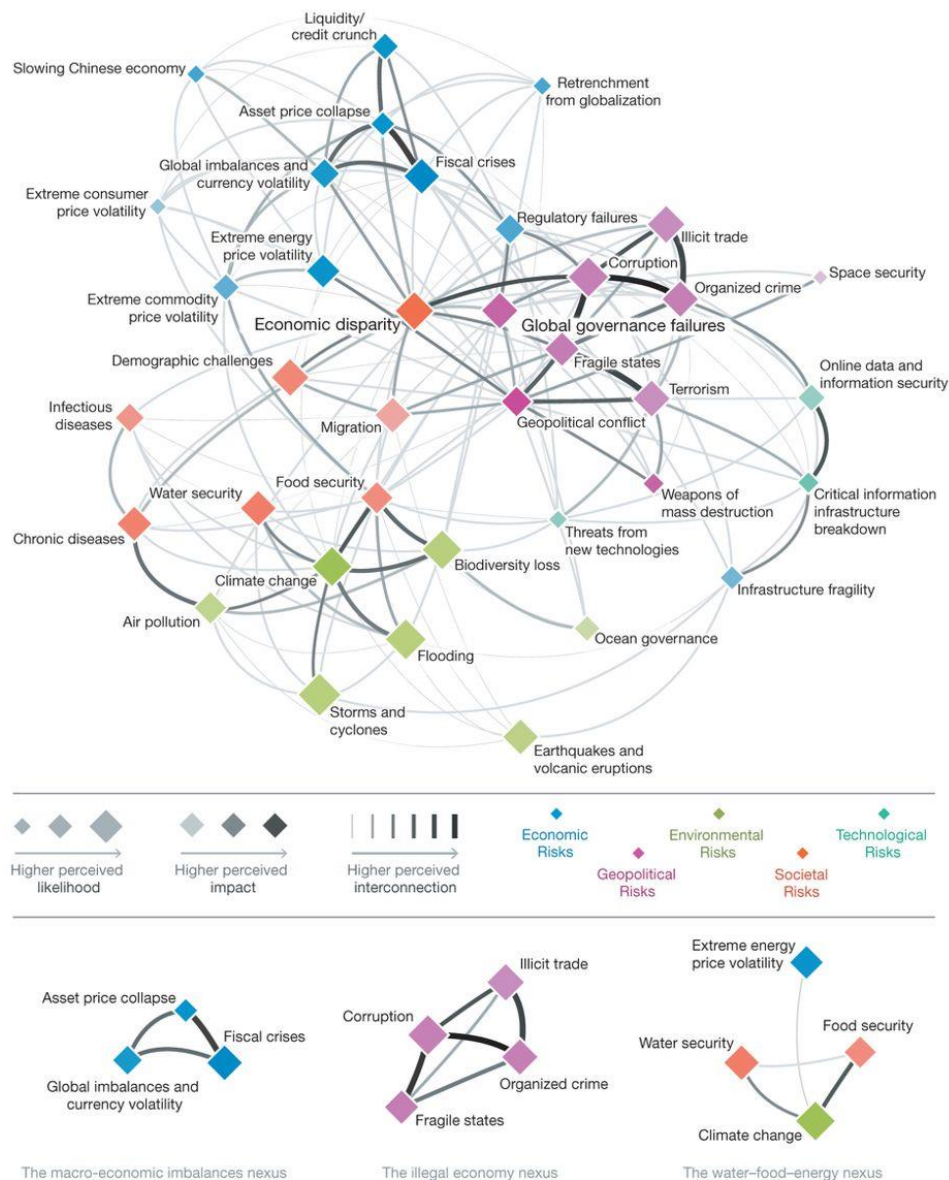 Liquidity/
credit crunch
Slowing Chinese economy
Retrenchment
from globalization
Asset price collapse
Global imbalances and
currency volatility
Fiscal crises
Extreme consumer
price volatility
Regulatory failures
Illicit trade
Extreme energy
price volatility
Corruption
Space security
Extreme commodity
price volatility
Organized crime
Economic disparity
Global governance failures
Demographic challenges
Fragile states
Online data and
information security
Terrorism
Infectious
diseases
Migration
Geopolitical conflict
Water security
Food security
Weapons of
mass destruction
Critical information
infrastructure
breakdown
Chronic diseases
Threats from
new technologies
Climate change
Biodiversity loss
Infrastructure fragility
Air pollution
Ocean governance
Flooding
Storms and
cyclones
Earthquakes and
volcanic eruptions
Higher perceived
likelihood
Higher perceived
impact
Higher perceived
interconnection
Economic
Risks
Geopolitical
Risks
Environmental
Risks
Societal
Risks
Technological
Risks
Asset price collapse
Fiscal crises
Global imbalances and
currency volatility
The macro-economic imbalances nexus
Illicit trade
Corruption
Organized crime
Fragile states
The illegal economy nexus
Extreme energy
price volatility
Food security
Water security
Climate change
The water–food–energy nexus